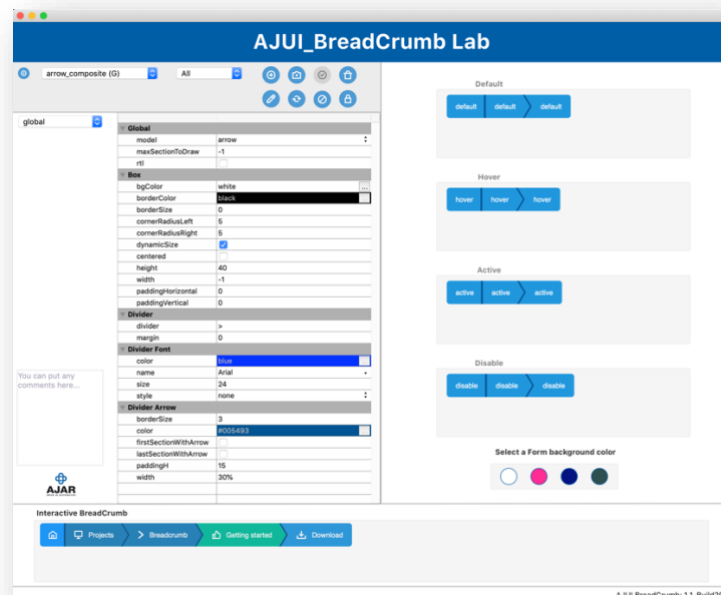 AJUI_BreadCrumb Lab
arrow_composite (G)
All
global
Global
model arrow
maxSectionToDraw -1
rtl
Box
bgColor white ...
borderColor black
borderSize 0
cornerRadiusLeft 5
cornerRadiusRight 5
dynamicSize
centered
height 40
width -1
paddingHorizontal 0
paddingVertical 0
Divider
divider >
margin 0
Divider Font
color blue
name Arial
size 24
style none
Divider Arrow
borderSize 3
color #005493
firstSectionWithArrow
lastSectionWithArrow
paddingH 15
width 30%
You can put any
comments here...
AJAR
Default
default default default
Hover
hover hover hover
Active
active active active
Disable
disable disable disable
Select a Form background color
Interactive BreadCrumb
Projects Breadcrumb Getting started Download